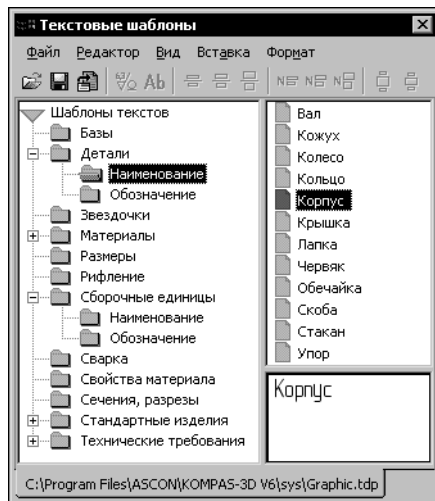 Текстовые шаблоны
Файл Редактор Вид Вставка Формат
Ab
N N N
Шаблоны текстов
Базы
Детали
Наименование
Обозначение
Звездочки
Материалы
Размеры
Рифление
Сборочные единицы
Наименование
Обозначение
Сварка
Свойства материала
Сечения, разрезы
Стандартные изделия
Технические требования
Вал
Кожух
Колесо
Кольцо
Корпус
Крышка
Лапка
Червяк
Обечайка
Скоба
Стакан
Упор
Корпус
C:\Program Files\ASCON\KOMPAS-3D V6\sys\Graphic.tdp